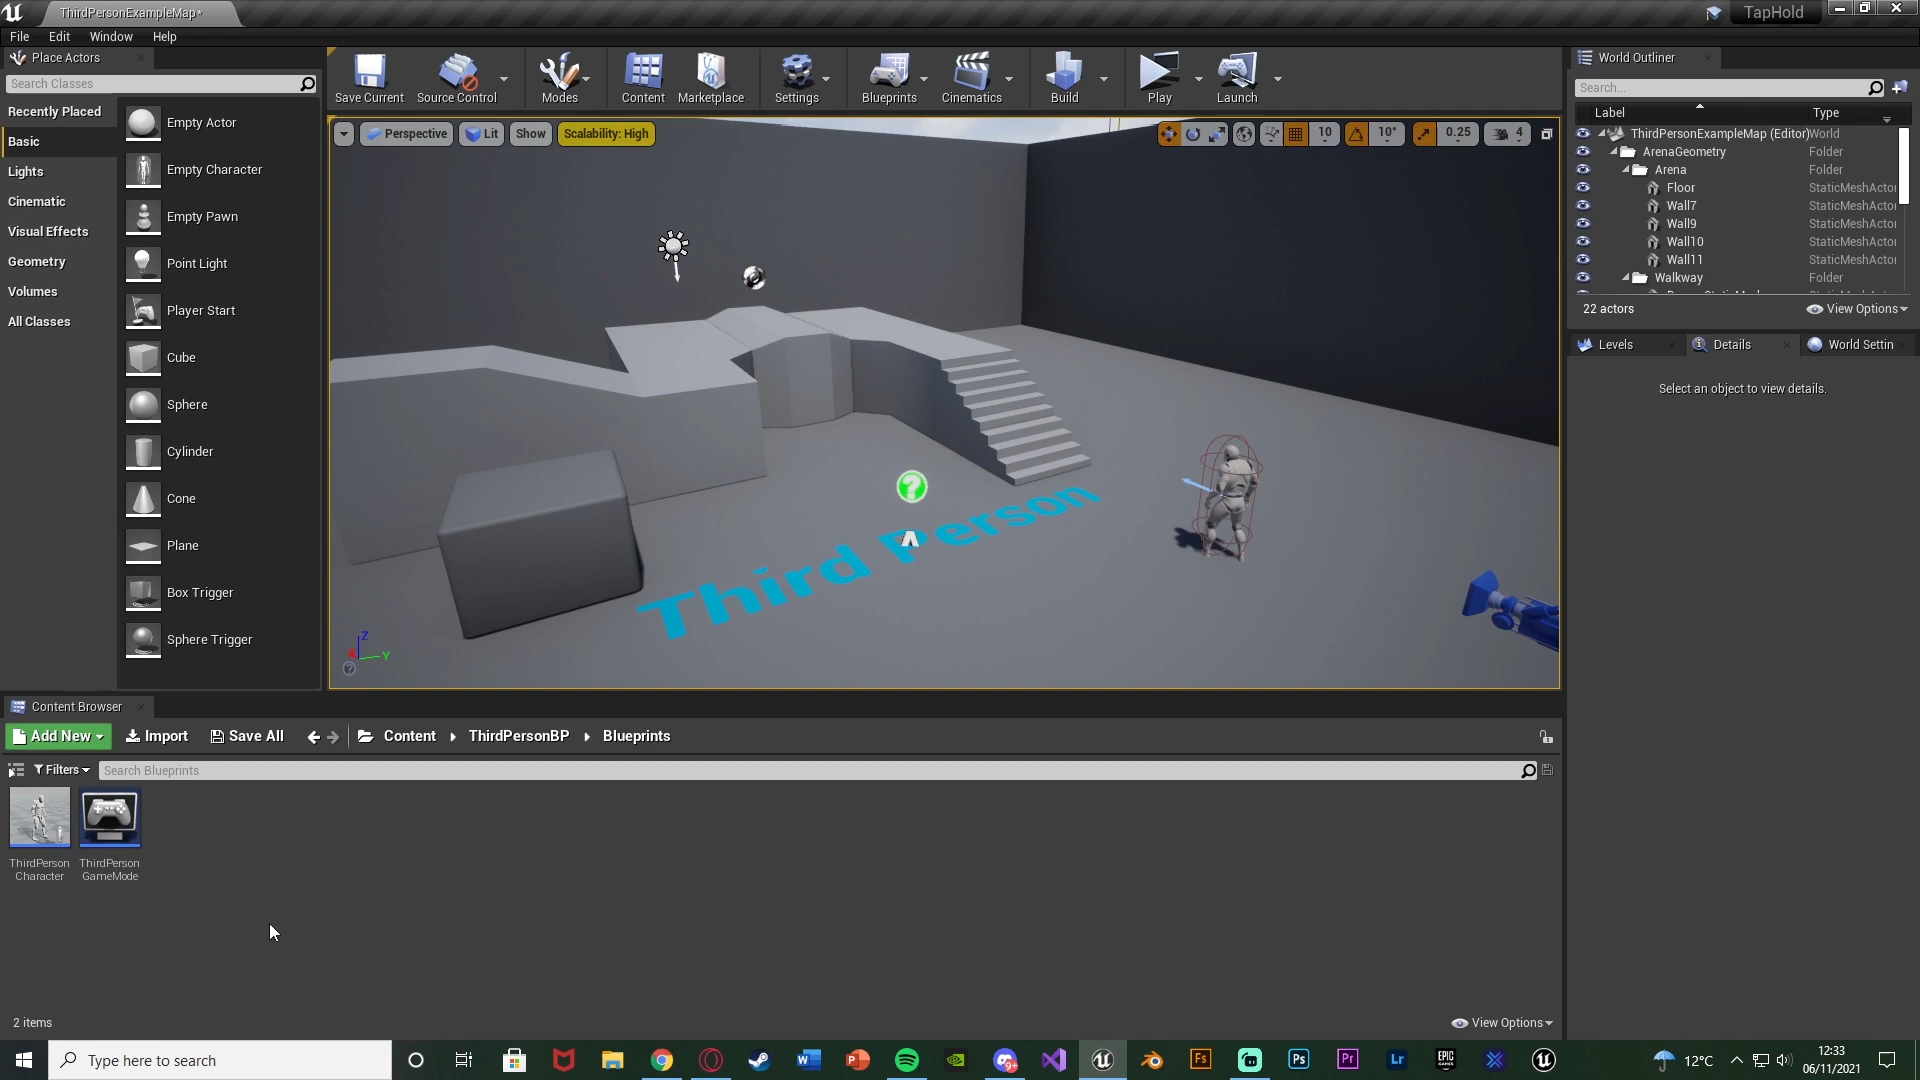 ThirdPersonExampleMap*
TapHold
File Edit Window Help
Place Actors
Search Classes
Recently Placed
Basic
Lights
Cinematic
Visual Effects
Geometry
Volumes
All Classes
Empty Actor
Empty Character
Empty Pawn
Point Light
Player Start
Cube
Sphere
Cylinder
Cone
Plane
Box Trigger
Sphere Trigger
Save Current Source Control Modes Content Marketplace Settings Blueprints Cinematics Build Play Launch
Perspective Lit Show Scalability: High 10 10° 0.25 4
Third Person
Z
X
Y
World Outliner
Search...
Label Type
ThirdPersonExampleMap (Editor) World
ArenaGeometry Folder
Arena Folder
Floor StaticMeshActor
Wall7 StaticMeshActor
Wall9 StaticMeshActor
Wall10 StaticMeshActor
Wall11 StaticMeshActor
Walkway Folder
22 actors View Options
Levels Details World Settin
Select an object to view details.
Content Browser
Add New Import Save All Content ThirdPersonBP Blueprints
Filters Search Blueprints
ThirdPerson
Character
ThirdPerson
GameMode
2 items View Options
Type here to search
9+
Fs
Ps
Pr
Lr
EPIC
GAMES
12°C
12:33
06/11/2021